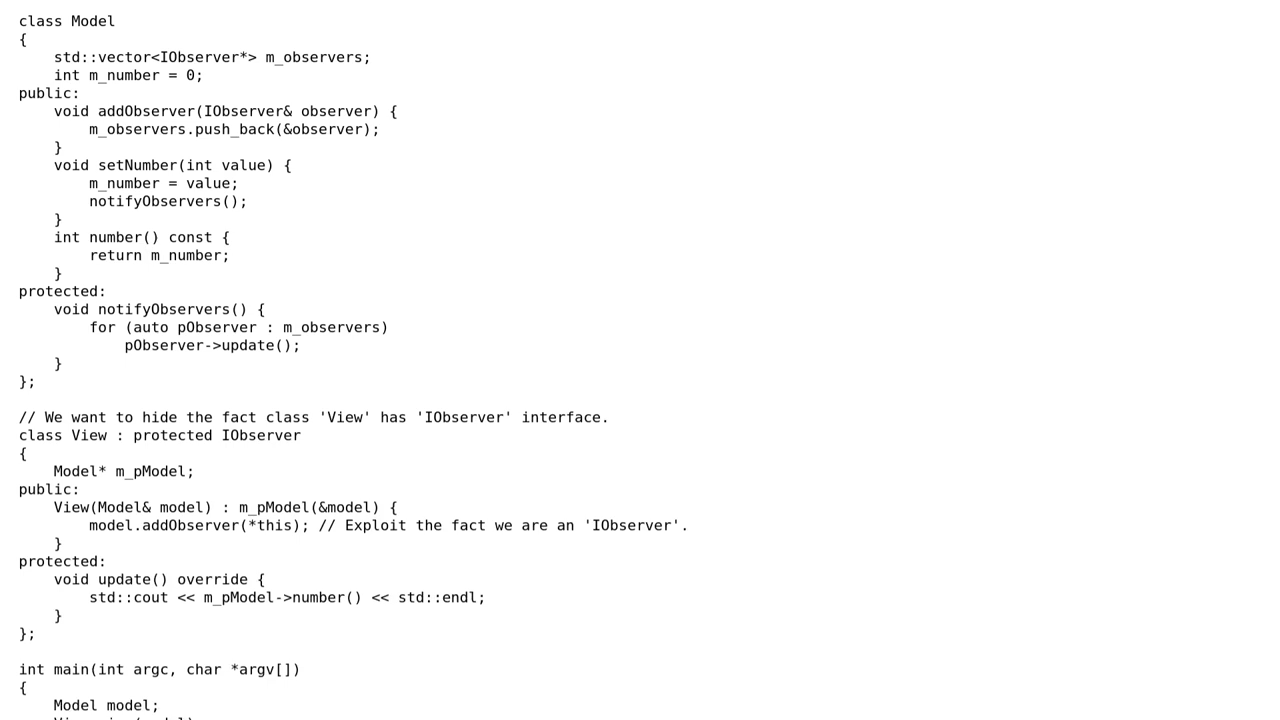 class Model
{
    std::vector<IObserver*> m_observers;
    int m_number = 0;
public:
    void addObserver(IObserver& observer) {
        m_observers.push_back(&observer);
    }
    void setNumber(int value) {
        m_number = value;
        notifyObservers();
    }
    int number() const {
        return m_number;
    }
protected:
    void notifyObservers() {
        for (auto pObserver : m_observers)
            pObserver->update();
    }
};

// We want to hide the fact class 'View' has 'IObserver' interface.
class View : protected IObserver
{
    Model* m_pModel;
public:
    View(Model& model) : m_pModel(&model) {
        model.addObserver(*this); // Exploit the fact we are an 'IObserver'.
    }
protected:
    void update() override {
        std::cout << m_pModel->number() << std::endl;
    }
};

int main(int argc, char *argv[])
{
    Model model;